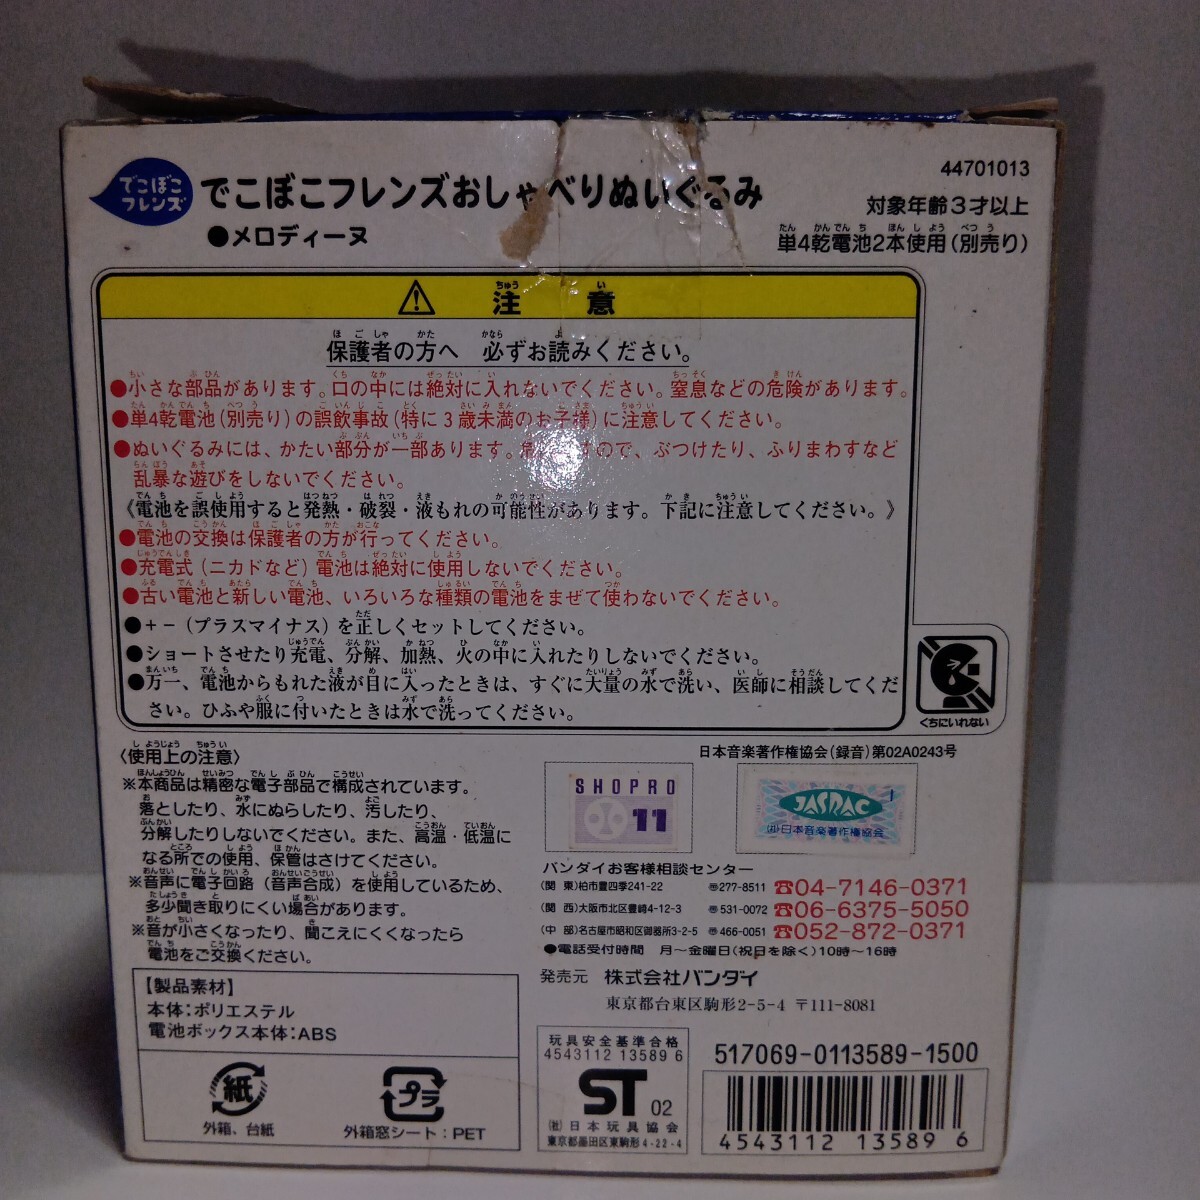 でこぼこ
フレンズ
でこぼこフレンズおしゃべりぬいぐるみ
●メロディーヌ
44701013
対象年齢3才以上
単4乾電池2本使用(別売り)
⚠ 注意
保護者の方へ 必ずお読みください。
●小さな部品があります。口の中には絶対に入れないでください。窒息などの危険があります。
●単4乾電池(別売り)の誤飲事故(特に3歳未満のお子様)に注意してください。
●ぬいぐるみには、かたい部分が一部あります。危険ですので、ぶつけたり、ふりまわすなど
乱暴な遊びをしないでください。
《電池を誤使用すると発熱・破裂・液もれの可能性があります。下記に注意してください。》
●電池の交換は保護者の方が行ってください。
●充電式(ニカドなど)電池は絶対に使用しないでください。
●古い電池と新しい電池、いろいろな種類の電池をまぜて使わないでください。
●+-(プラスマイナス)を正しくセットしてください。
●ショートさせたり充電、分解、加熱、火の中に入れたりしないでください。
●万一、電池からもれた液が目に入ったときは、すぐに大量の水で洗い、医師に相談してくだ
さい。ひふや服に付いたときは水で洗ってください。
くちにいれない
〈使用上の注意〉
※本商品は精密な電子部品で構成されています。
落としたり、水にぬらしたり、汚したり、
分解したりしないでください。また、高温・低温に
なる所での使用、保管はさけてください。
※音声に電子回路(音声合成)を使用しているため、
多少聞き取りにくい場合があります。
※音が小さくなったり、聞こえにくくなったら
電池をご交換ください。
日本音楽著作権協会(録音)第02A0243号
SHOPRO
11
JASRAC
バンダイお客様相談センター
(関 東)柏市豊四季241-22 〒277-8511 ☎04-7146-0371
(関 西)大阪市北区豊崎4-12-3 〒531-0072 ☎06-6375-5050
(中 部)名古屋市昭和区御器所3-2-5 〒466-0051 ☎052-872-0371
●電話受付時間 月〜金曜日(祝日を除く)10時〜16時
発売元 株式会社バンダイ
東京都台東区駒形2-5-4 〒111-8081
【製品素材】
本体:ポリエステル
電池ボックス本体:ABS
紙
外箱、台紙
プラ
外箱窓シート:PET
玩具安全基準合格
4543112 13589 6
ST 02
(社)日本玩具協会
東京都墨田区東駒形4-22-4
517069-0113589-1500
4543112 13589 6